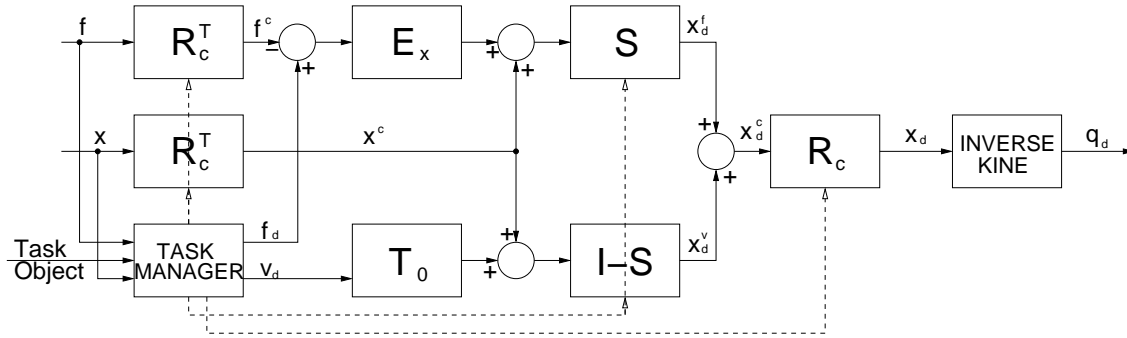 f
R_c^T
f^c
−
+
E_x
+
+
S
x_d^f
x
R_c^T
x^c
+
+
x_d^c
R_c
x_d
INVERSE
KINE
q_d
Task
Object
TASK
MANAGER
f_d
v_d
T_0
+
+
I−S
x_d^v